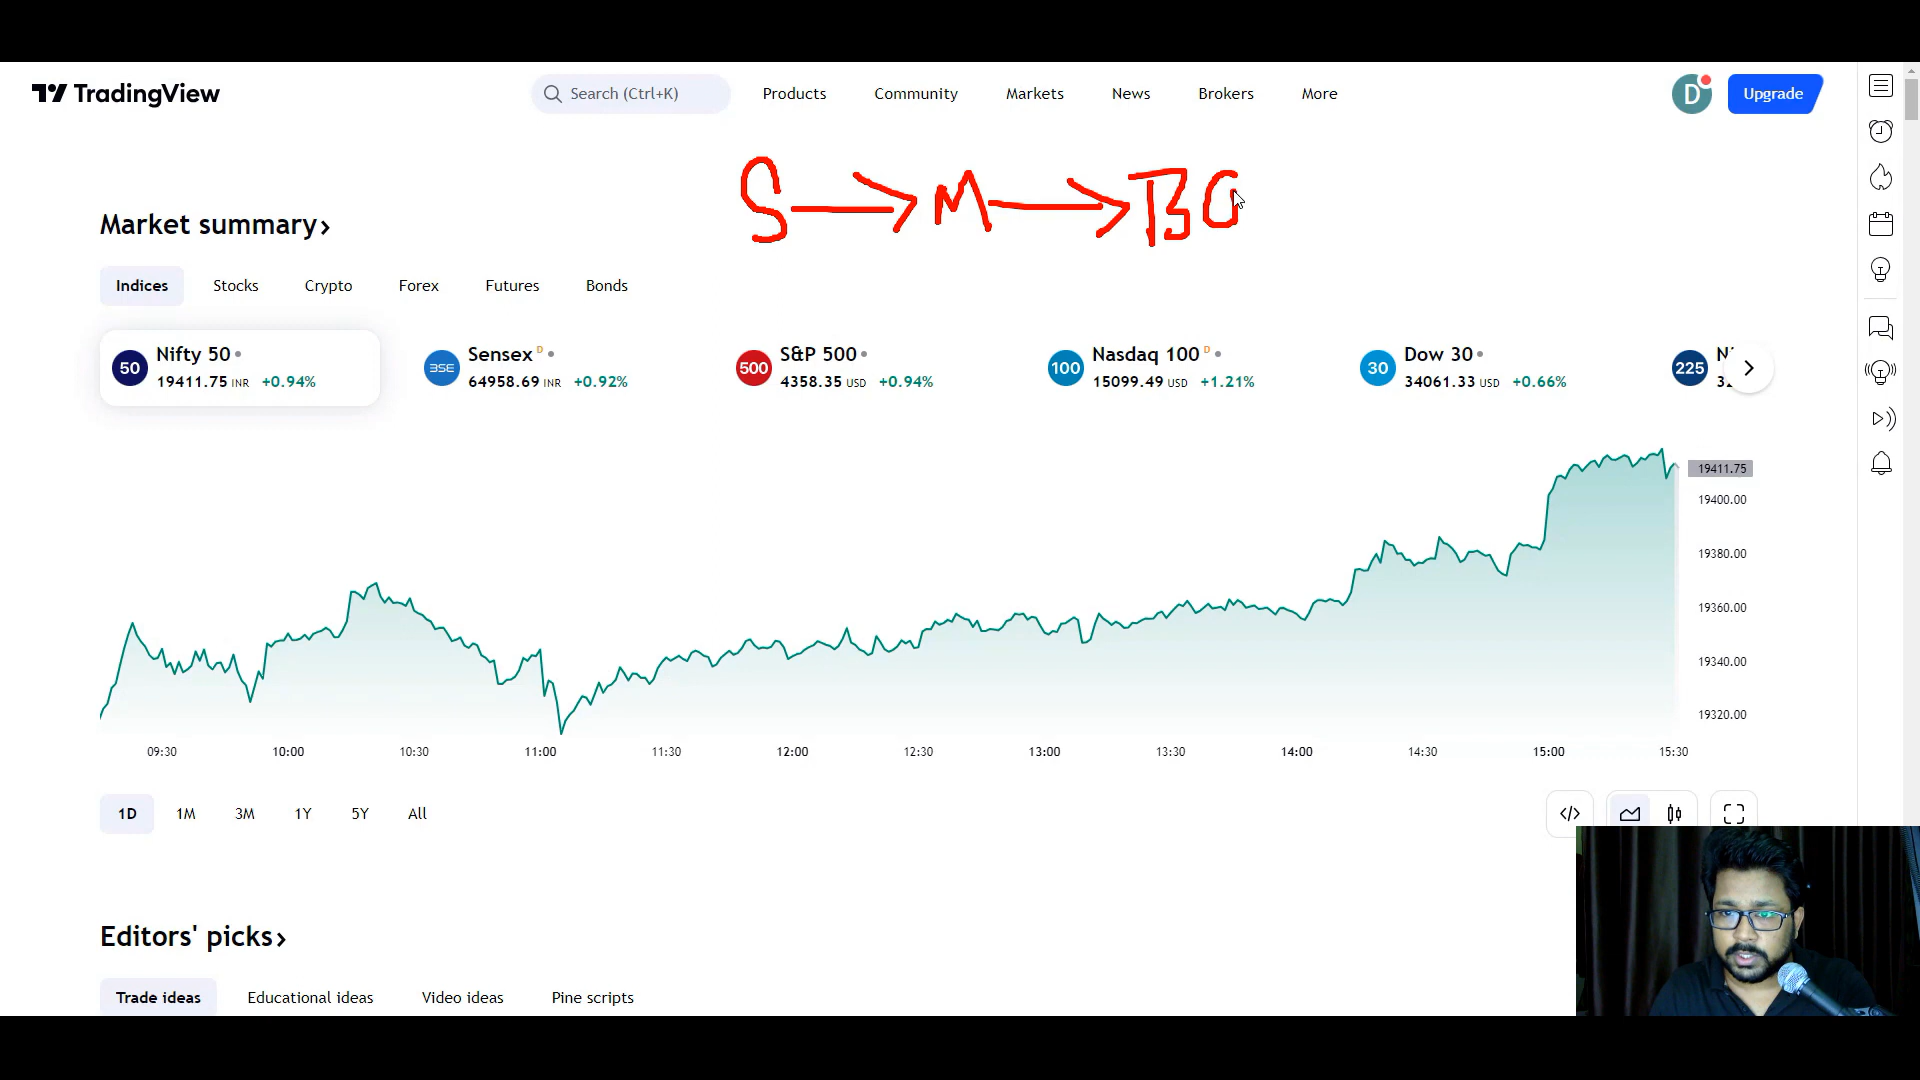 TradingView
Search (Ctrl+K)
Products
Community
Markets
News
Brokers
More
D
Upgrade
S → M → B
Market summary ›
Indices
Stocks
Crypto
Forex
Futures
Bonds
50
Nifty 50
19411.75 INR +0.94%
BSE
Sensex D
64958.69 INR +0.92%
500
S&P 500
4358.35 USD +0.94%
100
Nasdaq 100 D
15099.49 USD +1.21%
30
Dow 30
34061.33 USD +0.66%
225
19411.75
19400.00
19380.00
19360.00
19340.00
19320.00
09:30 10:00 10:30 11:00 11:30 12:00 12:30 13:00 13:30 14:00 14:30 15:00 15:30
1D 1M 3M 1Y 5Y All
Editors' picks ›
Trade ideas
Educational ideas
Video ideas
Pine scripts